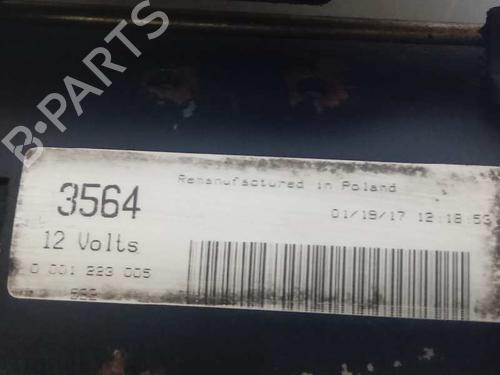 B-PARTS
Remanufactured in Poland
3564
01/19/17 12:18:53
12 Volts
0 001 223 005